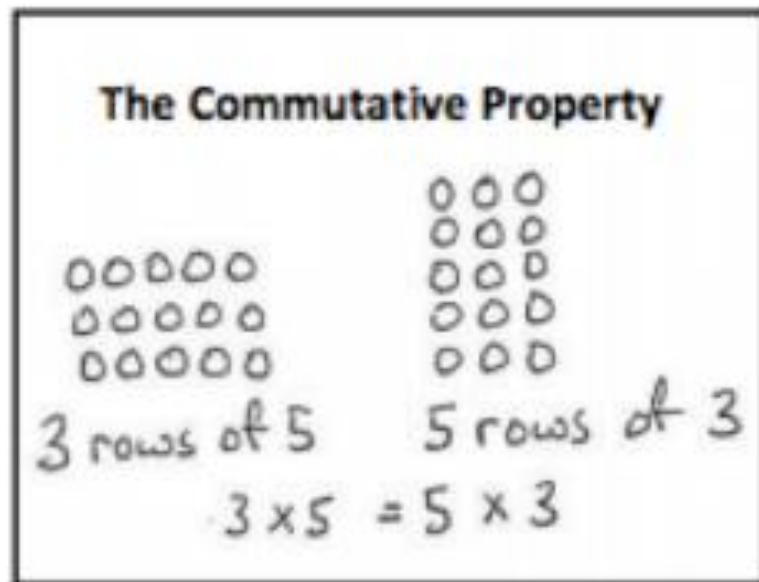 The Commutative Property
3 rows of 5
5 rows of 3
3 x 5 = 5 x 3